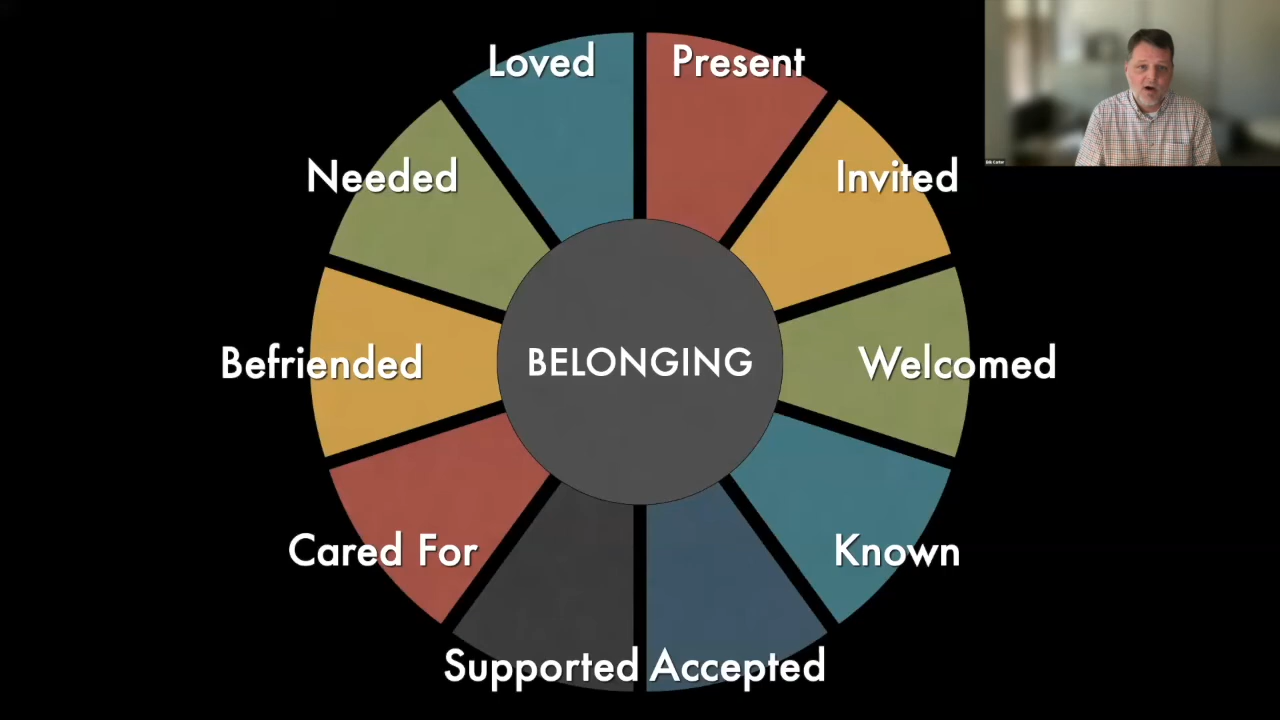 Loved
Present
Needed
Invited
Befriended
BELONGING
Welcomed
Cared For
Known
Supported
Accepted